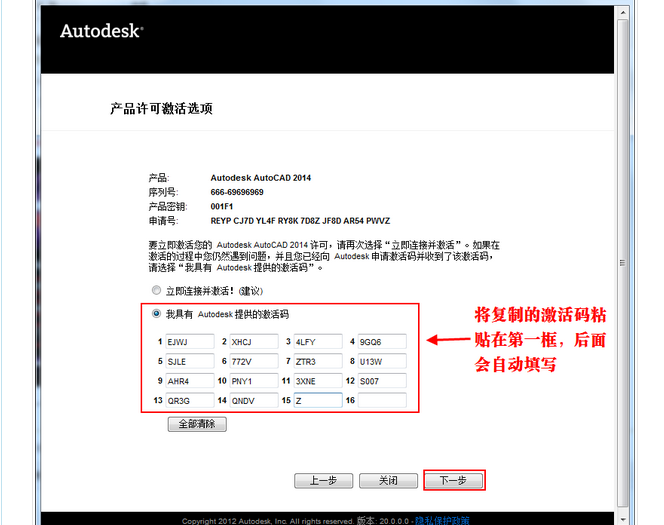 Autodesk®
产品许可激活选项
产品: Autodesk AutoCAD 2014
序列号: 666-69696969
产品密钥: 001F1
申请号: REYP CJ7D YL4F RY8K 7D8Z JF8D AR54 PWVZ
要立即激活您的 Autodesk AutoCAD 2014 许可，请再次选择“立即连接并激活”。如果在
激活的过程中您仍然遇到问题，并且您已经向 Autodesk 申请激活码并收到了该激活码，
请选择“我具有 Autodesk 提供的激活码”。
立即连接并激活! (建议)
我具有 Autodesk 提供的激活码
1 EJWJ 2 XHCJ 3 4LFY 4 9GQ6
5 SJLE 6 772V 7 ZTR3 8 U13W
9 AHR4 10 PNY1 11 3XNE 12 S007
13 QR3G 14 QNDV 15 Z 16
全部清除
将复制的激活码粘
贴在第一框，后面
会自动填写
上一步 关闭 下一步
Copyright 2012 Autodesk, Inc. All rights reserved. 版本: 20.0.0.0 - 隐私保护政策